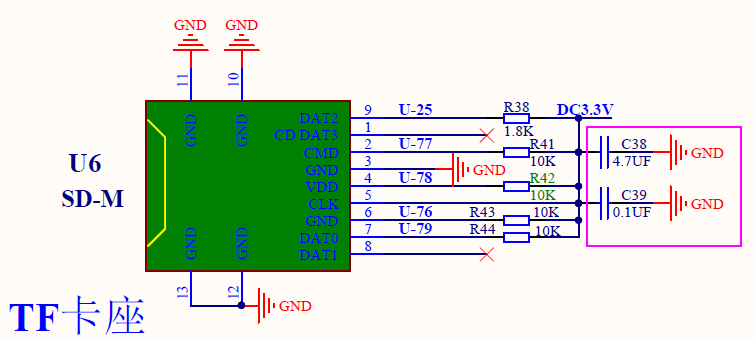 GND GND
11 10
GND GND
U6
SD-M
DAT2 9 U-25 R38 1.8K DC3.3V
CD DAT3 1
CMD 2 U-77 R41 10K
GND 3 GND
VDD 4 U-78 R42 10K
CLK 5
GND 6 U-76 R43 10K
DAT0 7 U-79 R44 10K
DAT1 8
C38 4.7UF GND
C39 0.1UF GND
GND GND
13 12
GND
TF卡座